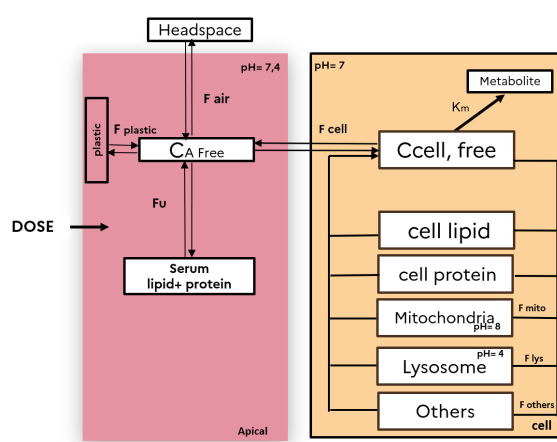 Headspace
pH= 7,4
pH= 7
Metabolite
F air
Km
plastic
F plastic
F cell
CA Free
Ccell, free
Fu
DOSE
cell lipid
Serum
lipid+ protein
cell protein
Mitochondria
pH= 8
F mito
pH= 4
Lysosome
F lys
Others
F others
Apical
cell